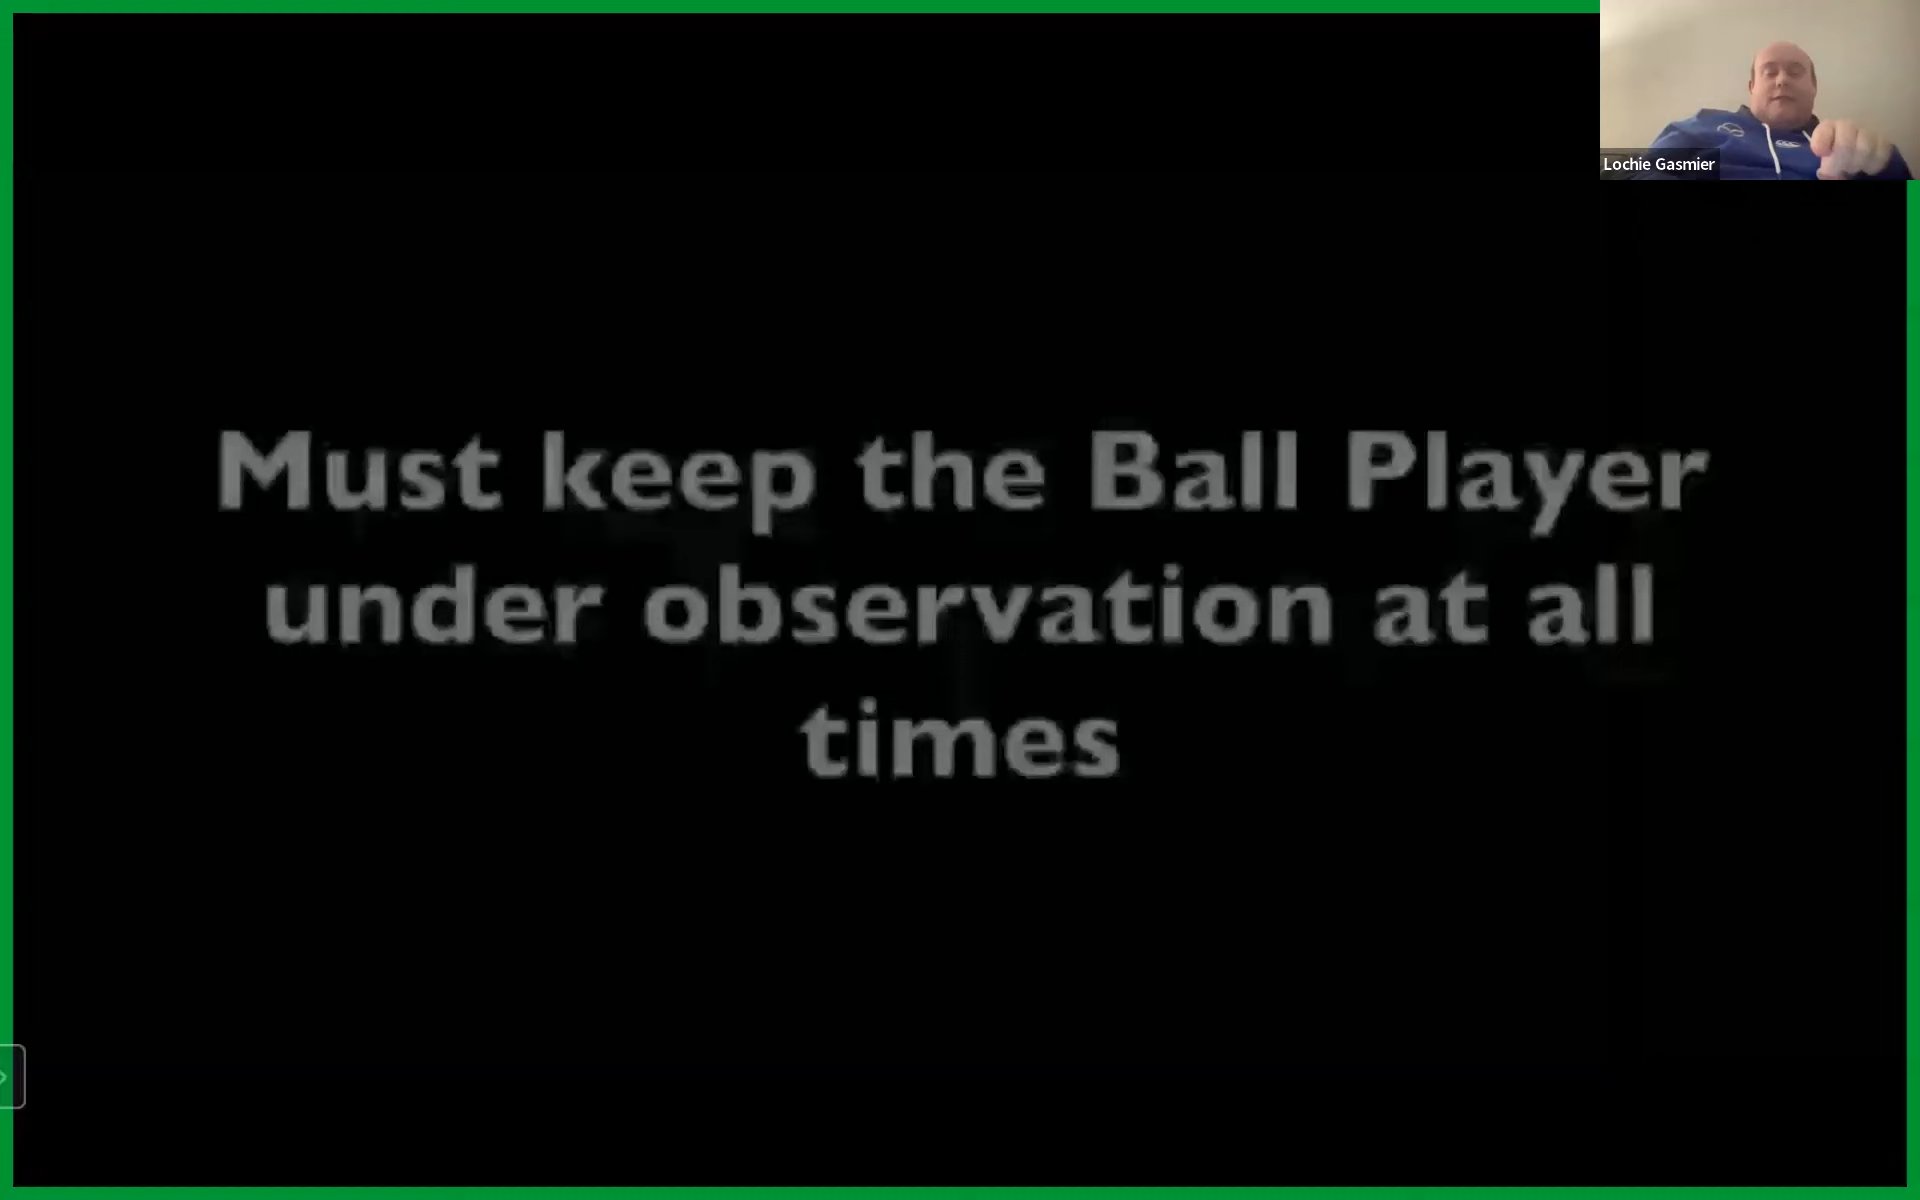 Lochie Gasmier
Must keep the Ball Player
under observation at all
times